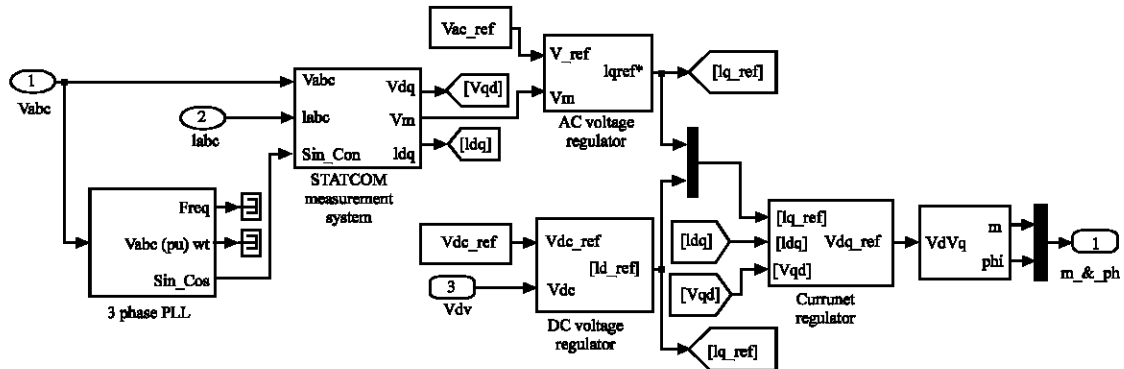 Vac_ref
V_ref
Iqref*
Vm
AC voltage
regulator
[Iq_ref]
1
Vabc
2
Iabc
Vabc
Iabc
Sin_Con
Vdq
Vm
Idq
STATCOM
measurement
system
[Vqd]
[Idq]
Freq
Vabc (pu) wt
Sin_Cos
3 phase PLL
Vdc_ref
3
Vdv
Vdc_ref
[Id_ref]
Vdc
DC voltage
regulator
[Idq]
[Vqd]
[Iq_ref]
[Iq_ref]
[Idq]
[Vqd]
Vdq_ref
Currunet
regulator
VdVq
m
phi
1
m_&_ph